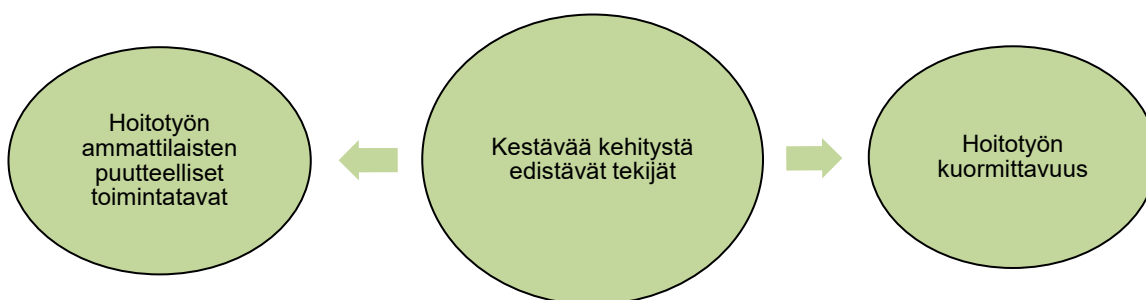 Hoitotyön
ammattilaisten
puutteelliset
toimintatavat
Kestävää kehitystä
edistävät tekijät
Hoitotyön
kuormittavuus